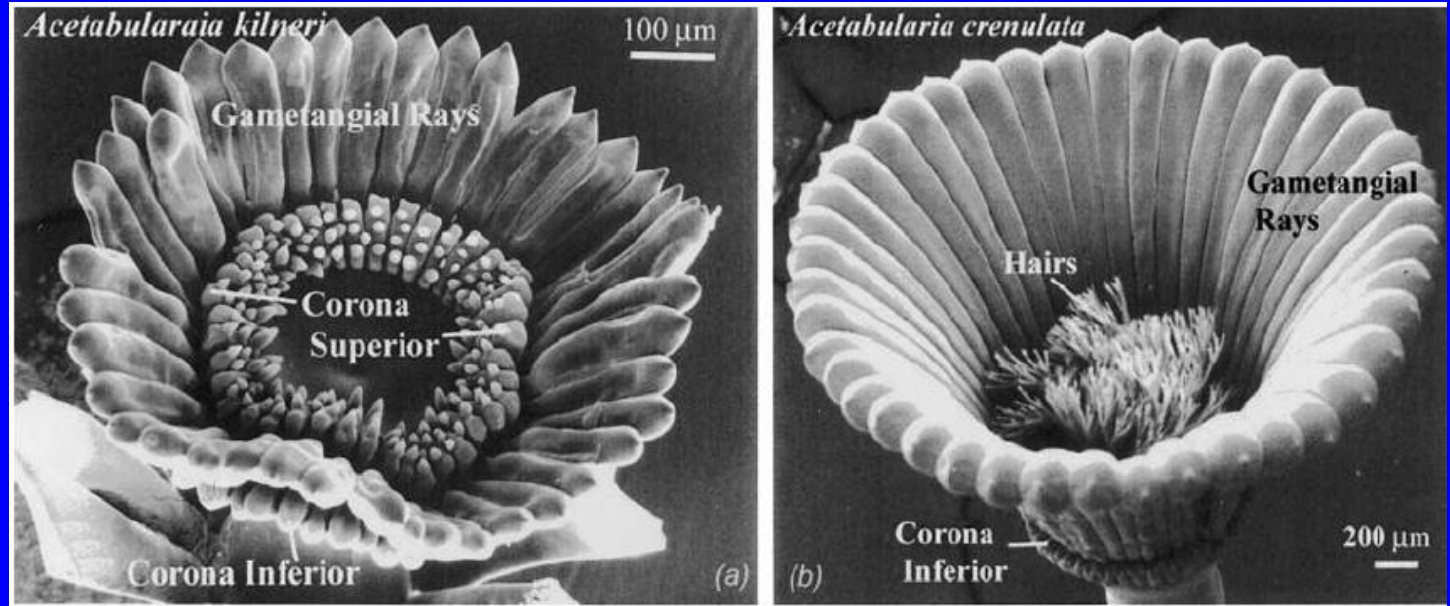 Acetabularaia kilneri
100 µm
Gametangial Rays
Corona
Superior
Corona Inferior
(a)
Acetabularia crenulata
Gametangial
Rays
Hairs
Corona
Inferior
200 µm
(b)